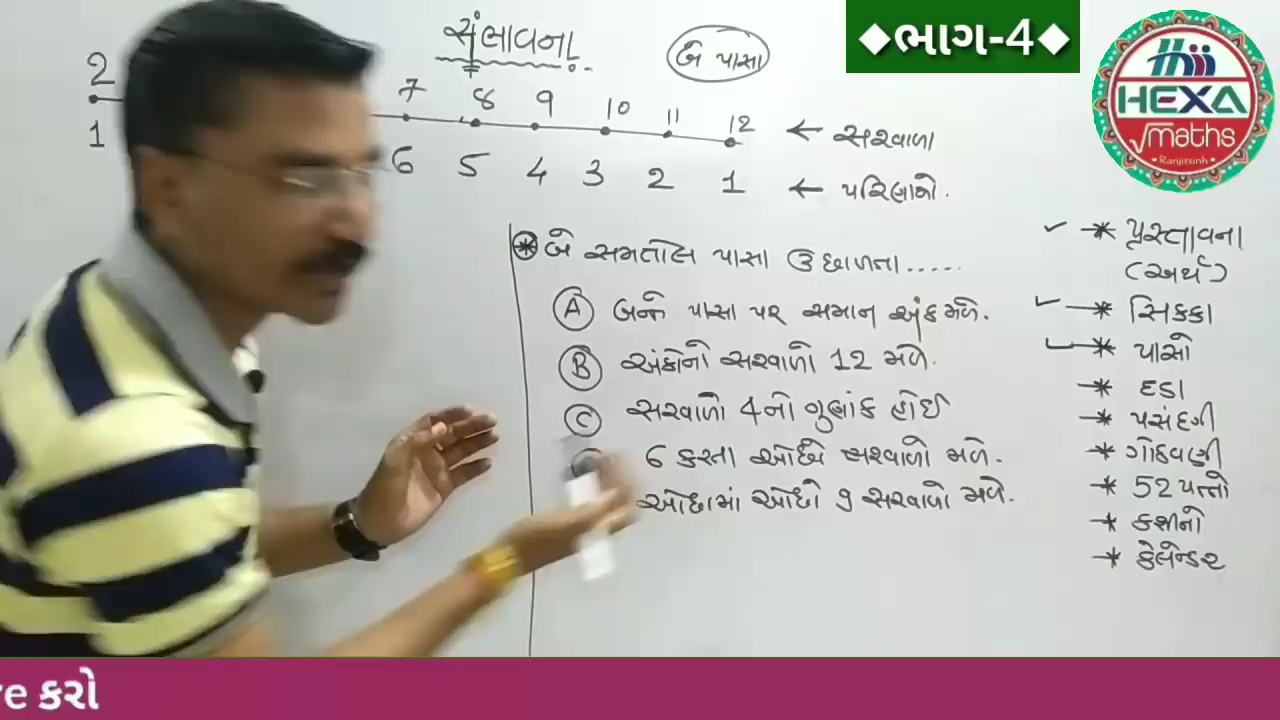 ◆ભાગ-4◆
HEXA
maths
• Ranjitsinh •
સંભાવના
બે પાસા
2 7 8 9 10 11 12 ← સરવાળા
1 6 5 4 3 2 1 ← પરિણામો.
* બે સમતોલ પાસા ઉછાળતા .....
A બન્ને પાસા પર સમાન અંક મળે.
B અંકોનો સરવાળો 12 મળે.
C સરવાળો 4નો ગુણાંક હોઈ
6 કરતા ઓછો સરવાળો મળે.
ઓછામાં ઓછો 9 સરવાળો મળે.
✓ * પ્રસ્તાવના
(અર્થ)
✓ * સિક્કા
✓ * પાસો
* દડા
* પસંદગી
* ગોઠવણી
* 52 પત્તો
* કેલેન્ડર
re કરો